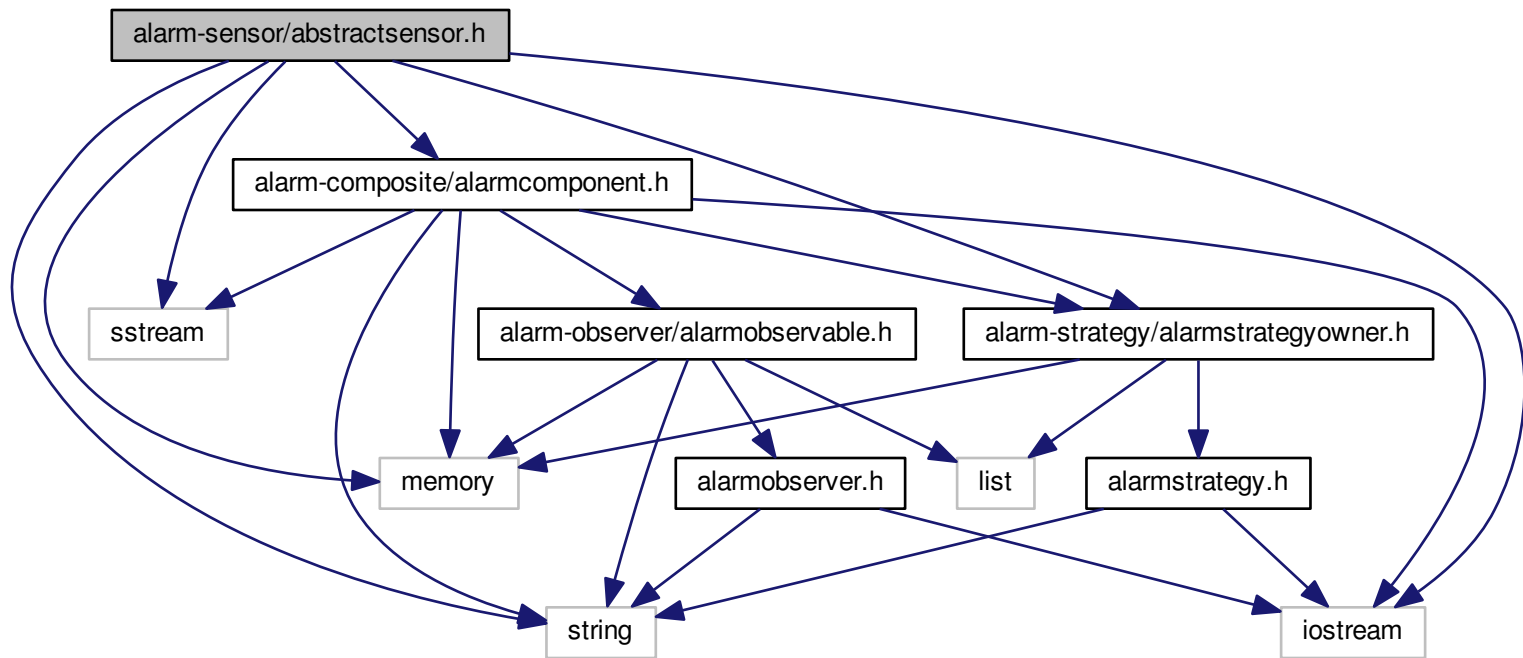 alarm-sensor/abstractsensor.h
alarm-composite/alarmcomponent.h
sstream
alarm-observer/alarmobservable.h
alarm-strategy/alarmstrategyowner.h
memory
alarmobserver.h
list
alarmstrategy.h
string
iostream